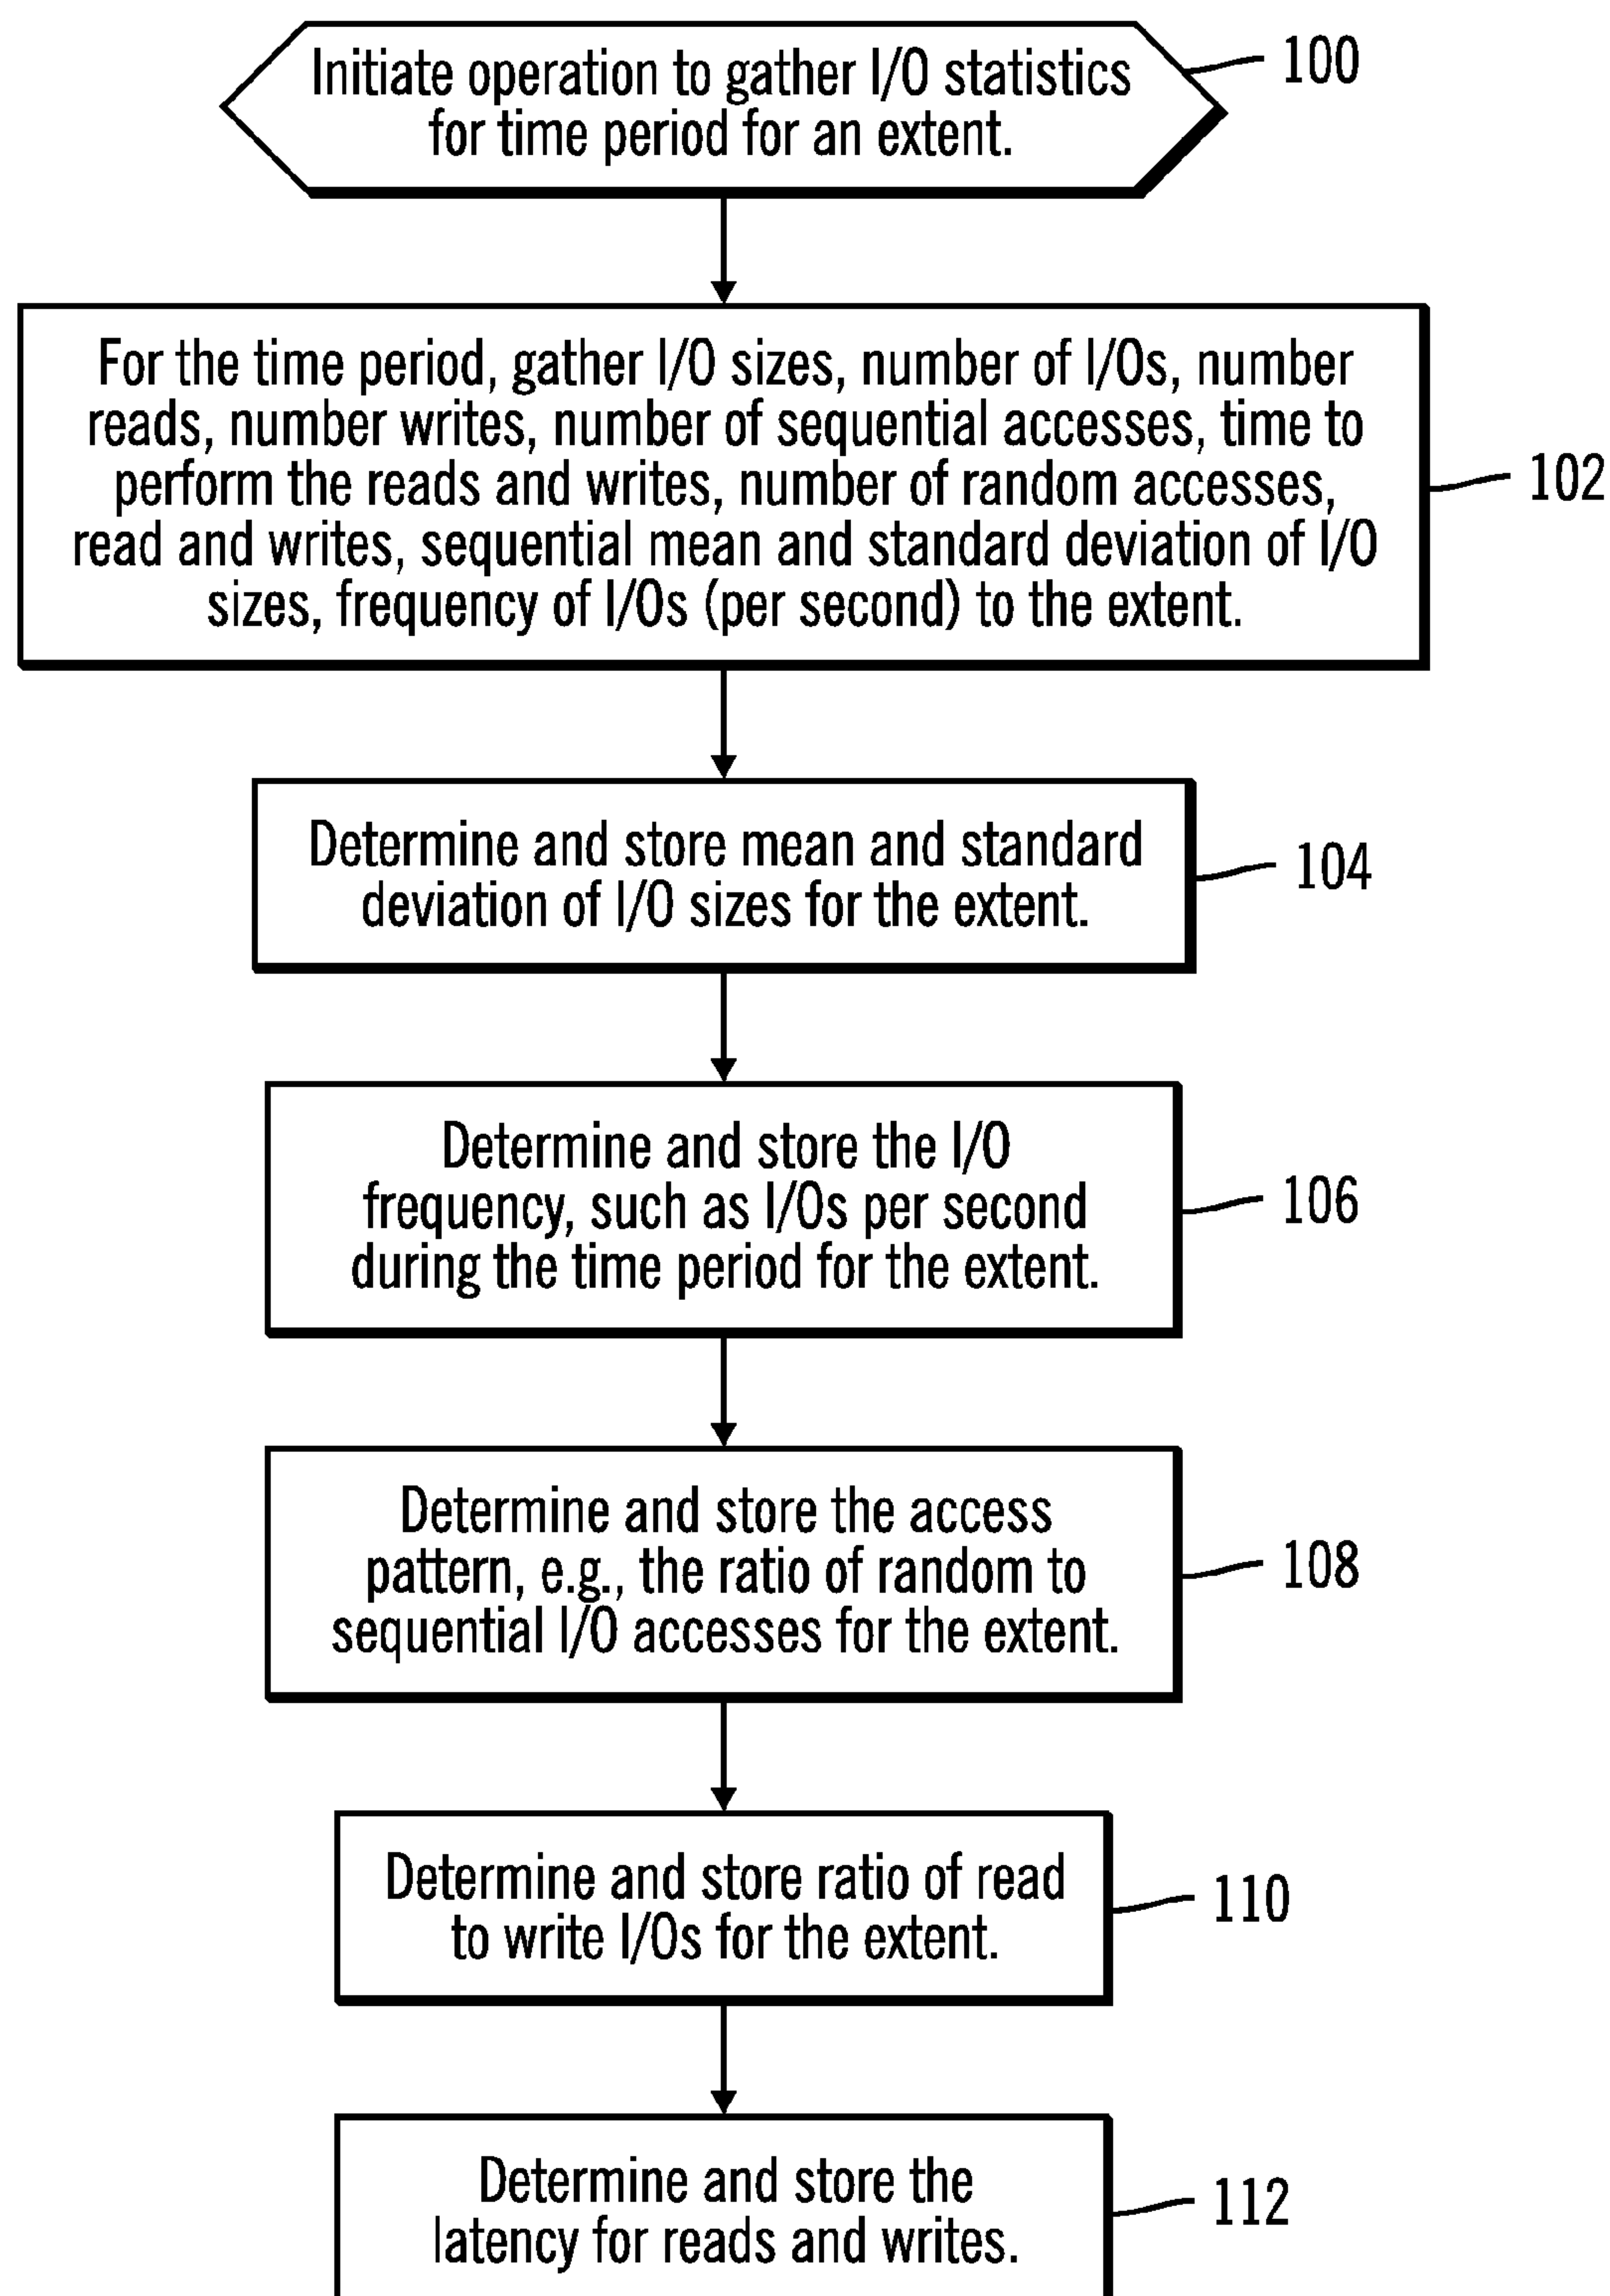 Initiate operation to gather I/O statistics
for time period for an extent.
100
For the time period, gather I/O sizes, number of I/Os, number
reads, number writes, number of sequential accesses, time to
perform the reads and writes, number of random accesses,
read and writes, sequential mean and standard deviation of I/O
sizes, frequency of I/Os (per second) to the extent.
102
Determine and store mean and standard
deviation of I/O sizes for the extent.
104
Determine and store the I/O
frequency, such as I/Os per second
during the time period for the extent.
106
Determine and store the access
pattern, e.g., the ratio of random to
sequential I/O accesses for the extent.
108
Determine and store ratio of read
to write I/Os for the extent.
110
Determine and store the
latency for reads and writes.
112